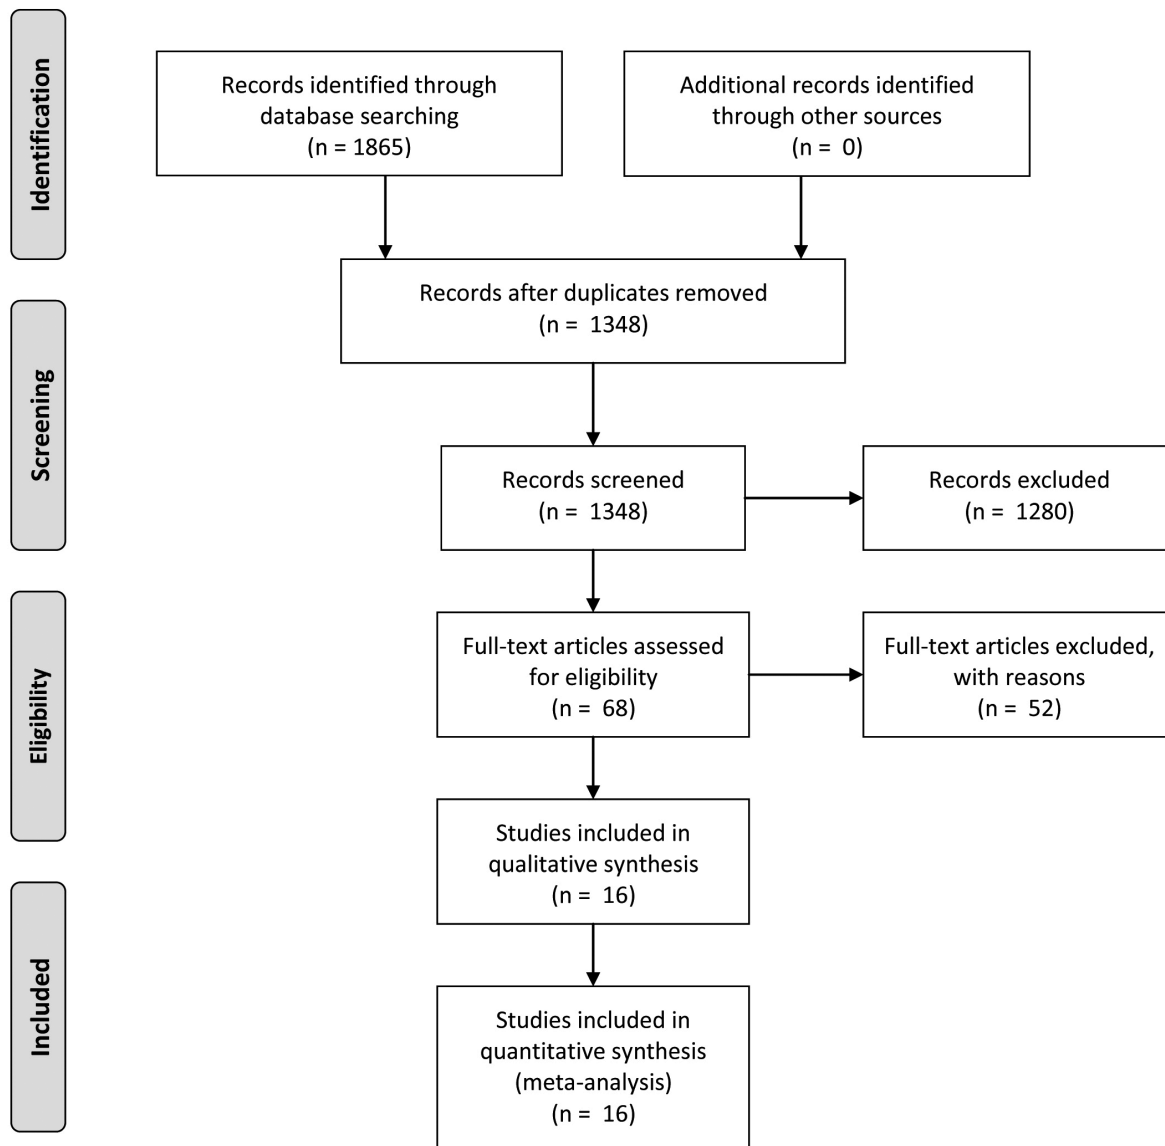 Identification
Records identified through
database searching
(n = 1865)
Additional records identified
through other sources
(n = 0)
Records after duplicates removed
(n = 1348)
Screening
Records screened
(n = 1348)
Records excluded
(n = 1280)
Eligibility
Full-text articles assessed
for eligibility
(n = 68)
Full-text articles excluded,
with reasons
(n = 52)
Studies included in
qualitative synthesis
(n = 16)
Included
Studies included in
quantitative synthesis
(meta-analysis)
(n = 16)